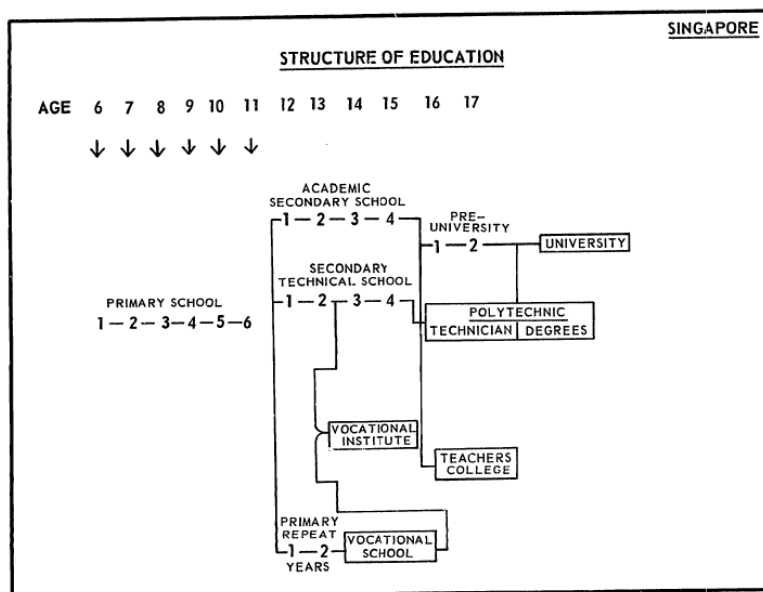 SINGAPORE
STRUCTURE OF EDUCATION
AGE 6 7 8 9 10 11 12 13 14 15 16 17
ACADEMIC
SECONDARY SCHOOL
1 — 2 — 3 — 4
PRE-
UNIVERSITY
1 — 2
UNIVERSITY
SECONDARY
TECHNICAL SCHOOL
1 — 2 — 3 — 4
PRIMARY SCHOOL
1 — 2 — 3 — 4 — 5 — 6
POLYTECHNIC
TECHNICIAN DEGREES
VOCATIONAL
INSTITUTE
TEACHERS
COLLEGE
PRIMARY
REPEAT
1 — 2
YEARS
VOCATIONAL
SCHOOL